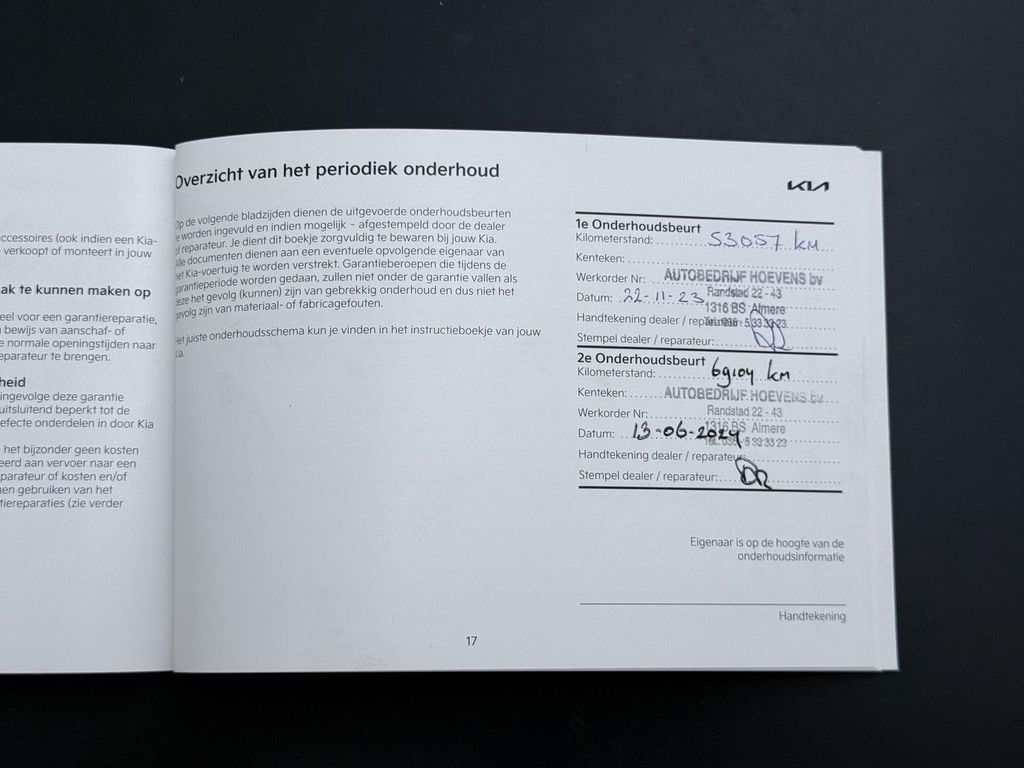 ccessoires (ook indien een Kia-
verkoopt of monteert in jouw
ak te kunnen maken op
eel voor een garantiereparatie,
bewijs van aanschaf- of
e normale openingstijden naar
eparateur te brengen.
heid
ingevolge deze garantie
uitsluitend beperkt tot de
efecte onderdelen in door Kia
het bijzonder geen kosten
eerd aan vervoer naar een
parateur of kosten en/of
en gebruiken van het
tiereparaties (zie verder
Overzicht van het periodiek onderhoud
Op de volgende bladzijden dienen de uitgevoerde onderhoudsbeurten
te worden ingevuld en indien mogelijk - afgestempeld door de dealer
of reparateur. Je dient dit boekje zorgvuldig te bewaren bij jouw Kia.
Alle documenten dienen aan een eventuele opvolgende eigenaar van
het Kia-voertuig te worden verstrekt. Garantieberoepen die tijdens de
garantieperiode worden gedaan, zullen niet onder de garantie vallen als
deze het gevolg (kunnen) zijn van gebrekkig onderhoud en dus niet het
gevolg zijn van materiaal- of fabricagefouten.
Het juiste onderhoudsschema kun je vinden in het instructieboekje van jouw
Kia.
KIA
1e Onderhoudsbeurt
Kilometerstand: 53057 km
Kenteken:
Werkorder Nr: AUTOBEDRIJF HOEVENS bv
Randstad 22 - 43
Datum: 22-11-23
1316 BS Almere
Handtekening dealer / reparateur:
Stempel dealer / reparateur:
2e Onderhoudsbeurt
Kilometerstand: 69104 km
Kenteken: AUTOBEDRIJF HOEVENS bv
Werkorder Nr: Randstad 22 - 43
1316 BS Almere
Datum: 13-06-2024
Handtekening dealer / reparateur
Stempel dealer / reparateur:
Eigenaar is op de hoogte van de
onderhoudsinformatie
Handtekening
17